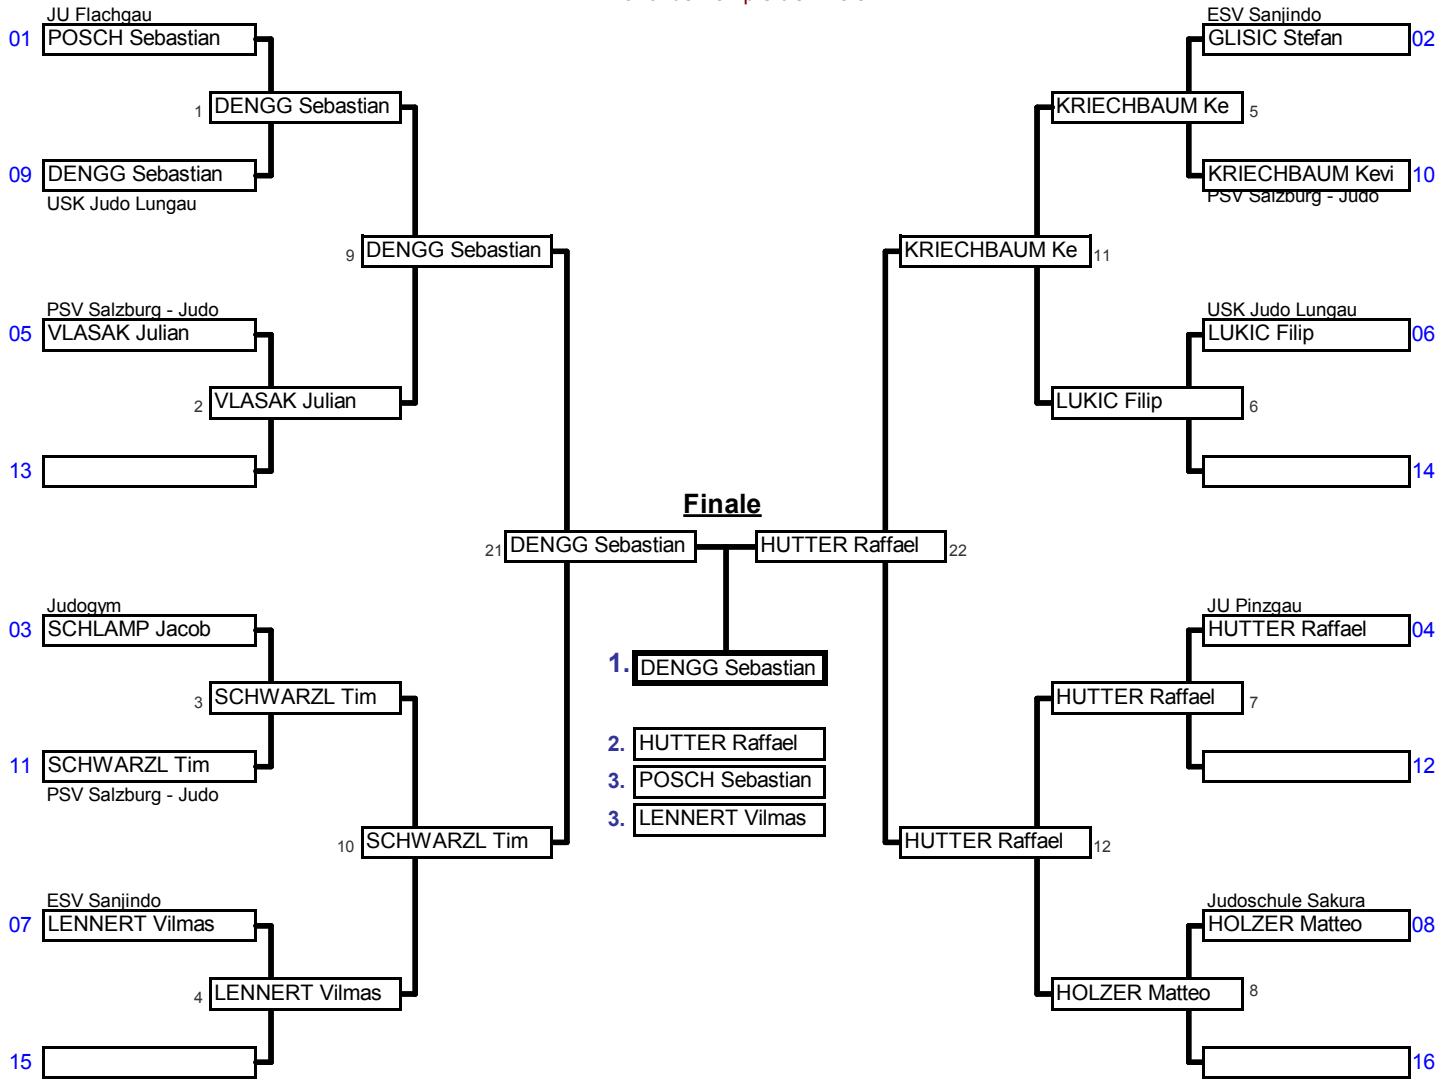 JU Flachgau
01 POSCH Sebastian
1 DENGG Sebastian
09 DENGG Sebastian
USK Judo Lungau
9 DENGG Sebastian
PSV Salzburg - Judo
05 VLASAK Julian
2 VLASAK Julian
13
21 DENGG Sebastian
Judogym
03 SCHLAMP Jacob
3 SCHWARZL Tim
11 SCHWARZL Tim
PSV Salzburg - Judo
10 SCHWARZL Tim
ESV Sanjindo
07 LENNERT Vilmas
4 LENNERT Vilmas
15
Finale
1. DENGG Sebastian
2. HUTTER Raffael
3. POSCH Sebastian
3. LENNERT Vilmas
ESV Sanjindo
GLISIC Stefan 02
KRIECHBAUM Ke 5
KRIECHBAUM Kevi 10
PSV Salzburg - Judo
KRIECHBAUM Ke 11
USK Judo Lungau
LUKIC Filip 06
LUKIC Filip 6
14
HUTTER Raffael 22
JU Pinzgau
HUTTER Raffael 04
HUTTER Raffael 7
12
HUTTER Raffael 12
Judoschule Sakura
HOLZER Matteo 08
HOLZER Matteo 8
16